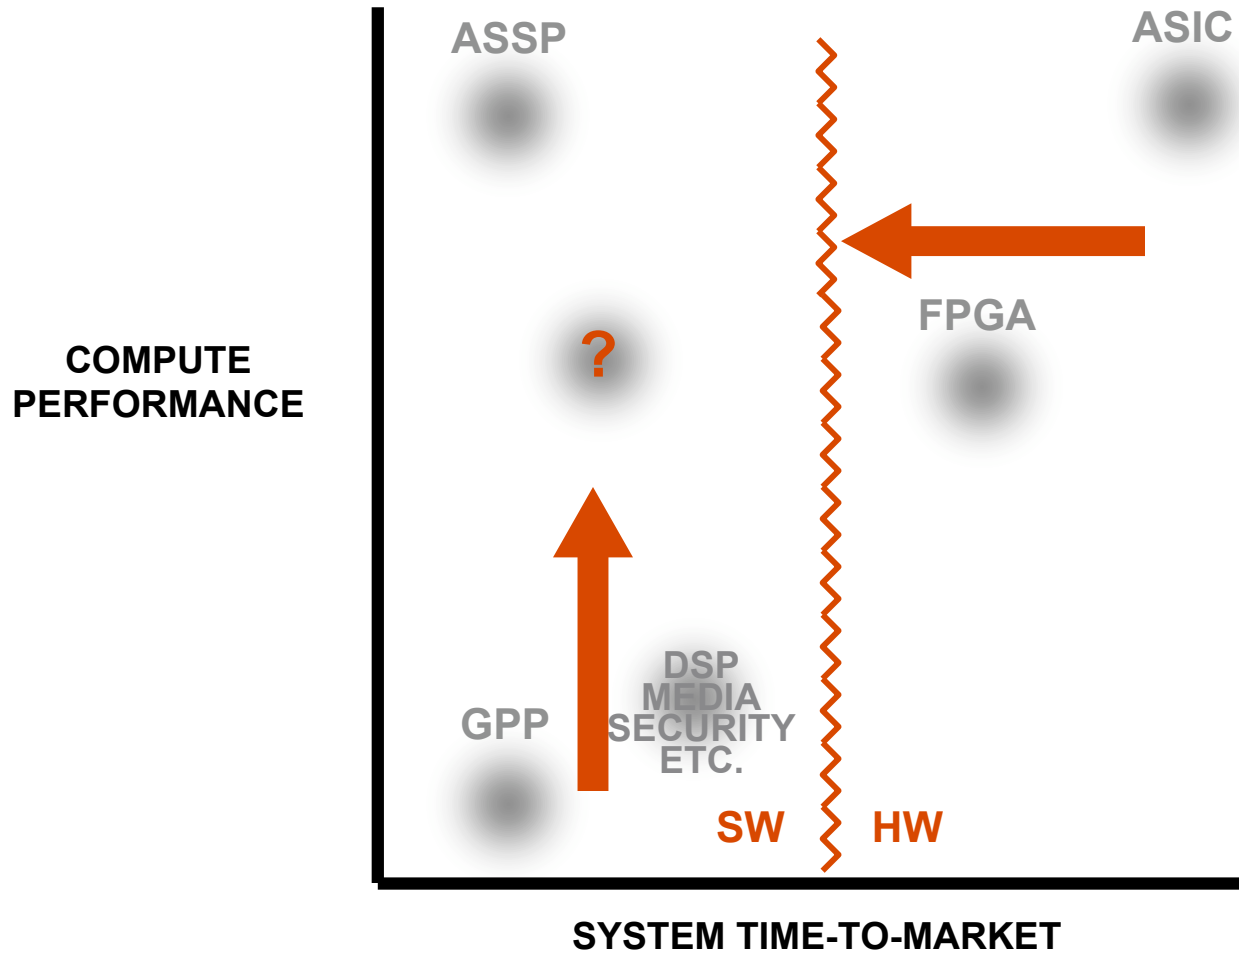 ASSP
ASIC
FPGA
COMPUTE
PERFORMANCE
?
DSP
MEDIA
SECURITY
ETC.
GPP
SW
HW
SYSTEM TIME-TO-MARKET